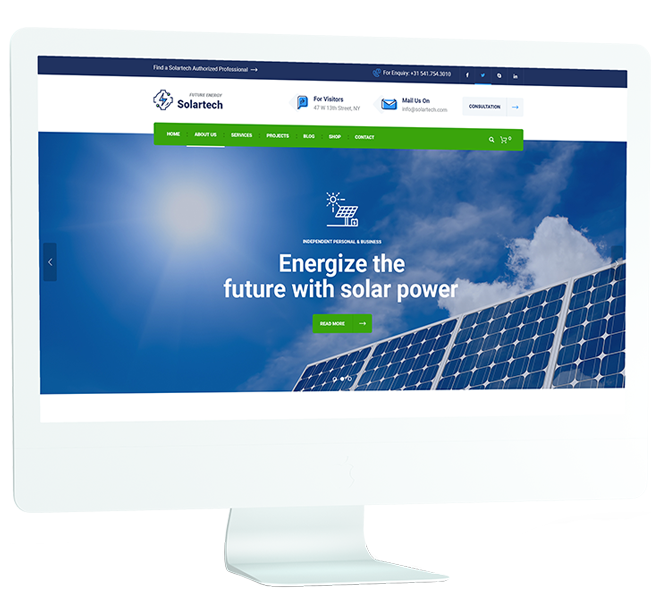 Find a Solartech Authorized Professional
For Enquiry: +31 541.754.3010
FUTURE ENERGY
Solartech
For Visitors
47 W 13th Street, NY
Mail Us On
info@solartech.com
CONSULTATION
HOME ABOUT US SERVICES PROJECTS BLOG SHOP CONTACT
0
INDEPENDENT PERSONAL & BUSINESS
Energize the
future with solar power
READ MORE